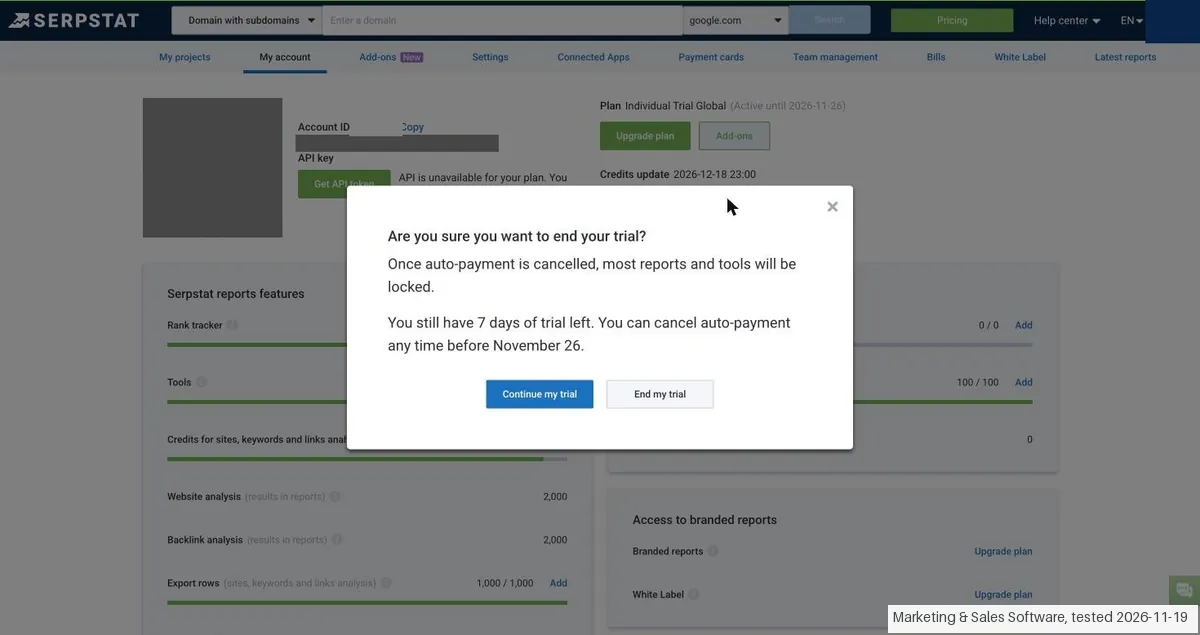 SERPSTAT
Domain with subdomains
Enter a domain
google.com
Search
Pricing
Help center
EN
My projects
My account
Add-ons New
Settings
Connected Apps
Payment cards
Team management
Bills
White Label
Latest reports
Account ID
Copy
API key
Get API token
API is unavailable for your plan. You
Plan Individual Trial Global (Active until 2026-11-26)
Upgrade plan
Add-ons
Credits update 2026-12-18 23:00
Are you sure you want to end your trial?
Once auto-payment is cancelled, most reports and tools will be
locked.
You still have 7 days of trial left. You can cancel auto-payment
any time before November 26.
Continue my trial
End my trial
Serpstat reports features
Rank tracker
Tools
Credits for sites, keywords and links
Website analysis (results in reports) 2,000
Backlink analysis (results in reports) 2,000
Export rows (sites, keywords and links analysis) 1,000 / 1,000 Add
0 / 0 Add
100 / 100 Add
0
Access to branded reports
Branded reports Upgrade plan
White Label Upgrade plan
Marketing & Sales Software, tested 2026-11-19